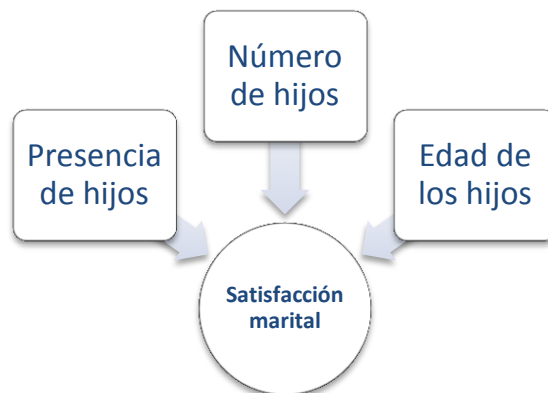 Número
de hijos
Presencia
de hijos
Edad de
los hijos
Satisfacción
marital